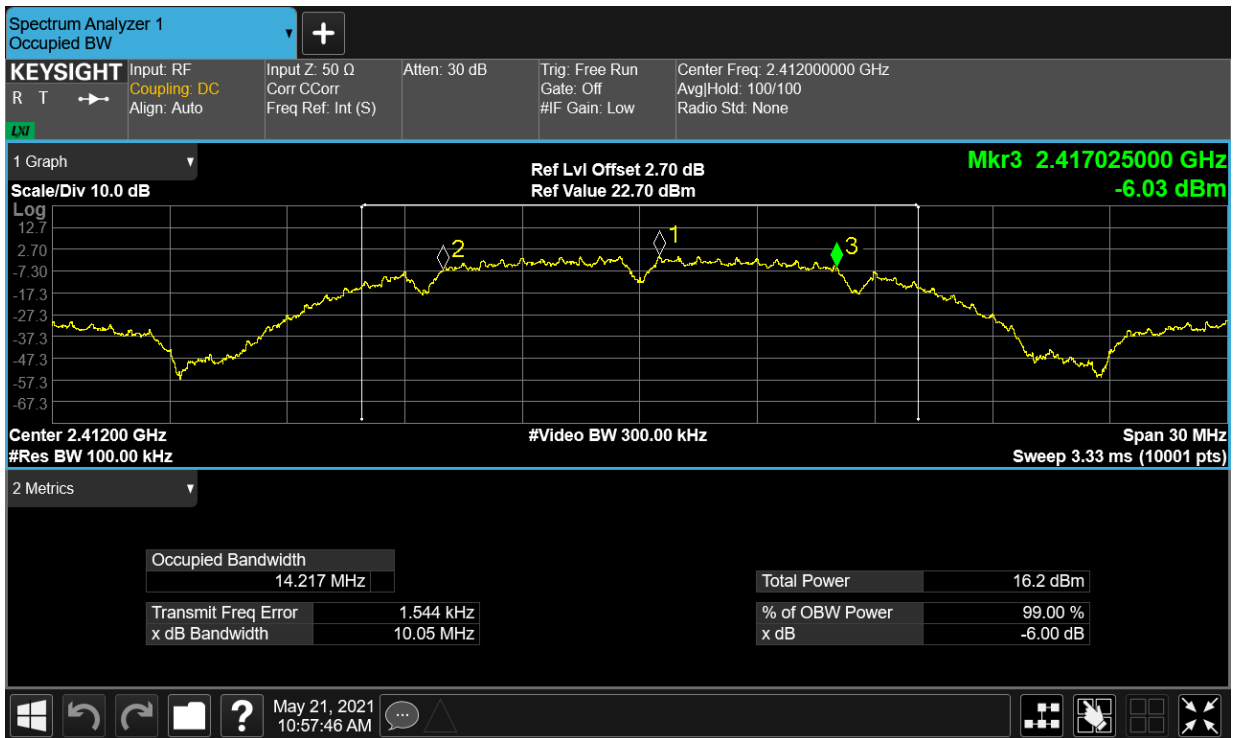 Spectrum Analyzer 1
Occupied BW
+
KEYSIGHT
R T
LXI
Input: RF
Coupling: DC
Align: Auto
Input Z: 50 Ω
Corr CCorr
Freq Ref: Int (S)
Atten: 30 dB
Trig: Free Run
Gate: Off
#IF Gain: Low
Center Freq: 2.412000000 GHz
Avg|Hold: 100/100
Radio Std: None
1 Graph
Scale/Div 10.0 dB
Ref Lvl Offset 2.70 dB
Ref Value 22.70 dBm
Mkr3 2.417025000 GHz
-6.03 dBm
Log
12.7
2.70
-7.30
-17.3
-27.3
-37.3
-47.3
-57.3
-67.3
2
1
3
Center 2.41200 GHz
#Video BW 300.00 kHz
Span 30 MHz
#Res BW 100.00 kHz
Sweep 3.33 ms (10001 pts)
2 Metrics
Occupied Bandwidth
14.217 MHz
Total Power 16.2 dBm
Transmit Freq Error 1.544 kHz
% of OBW Power 99.00 %
x dB Bandwidth 10.05 MHz
x dB -6.00 dB
?
May 21, 2021
10:57:46 AM